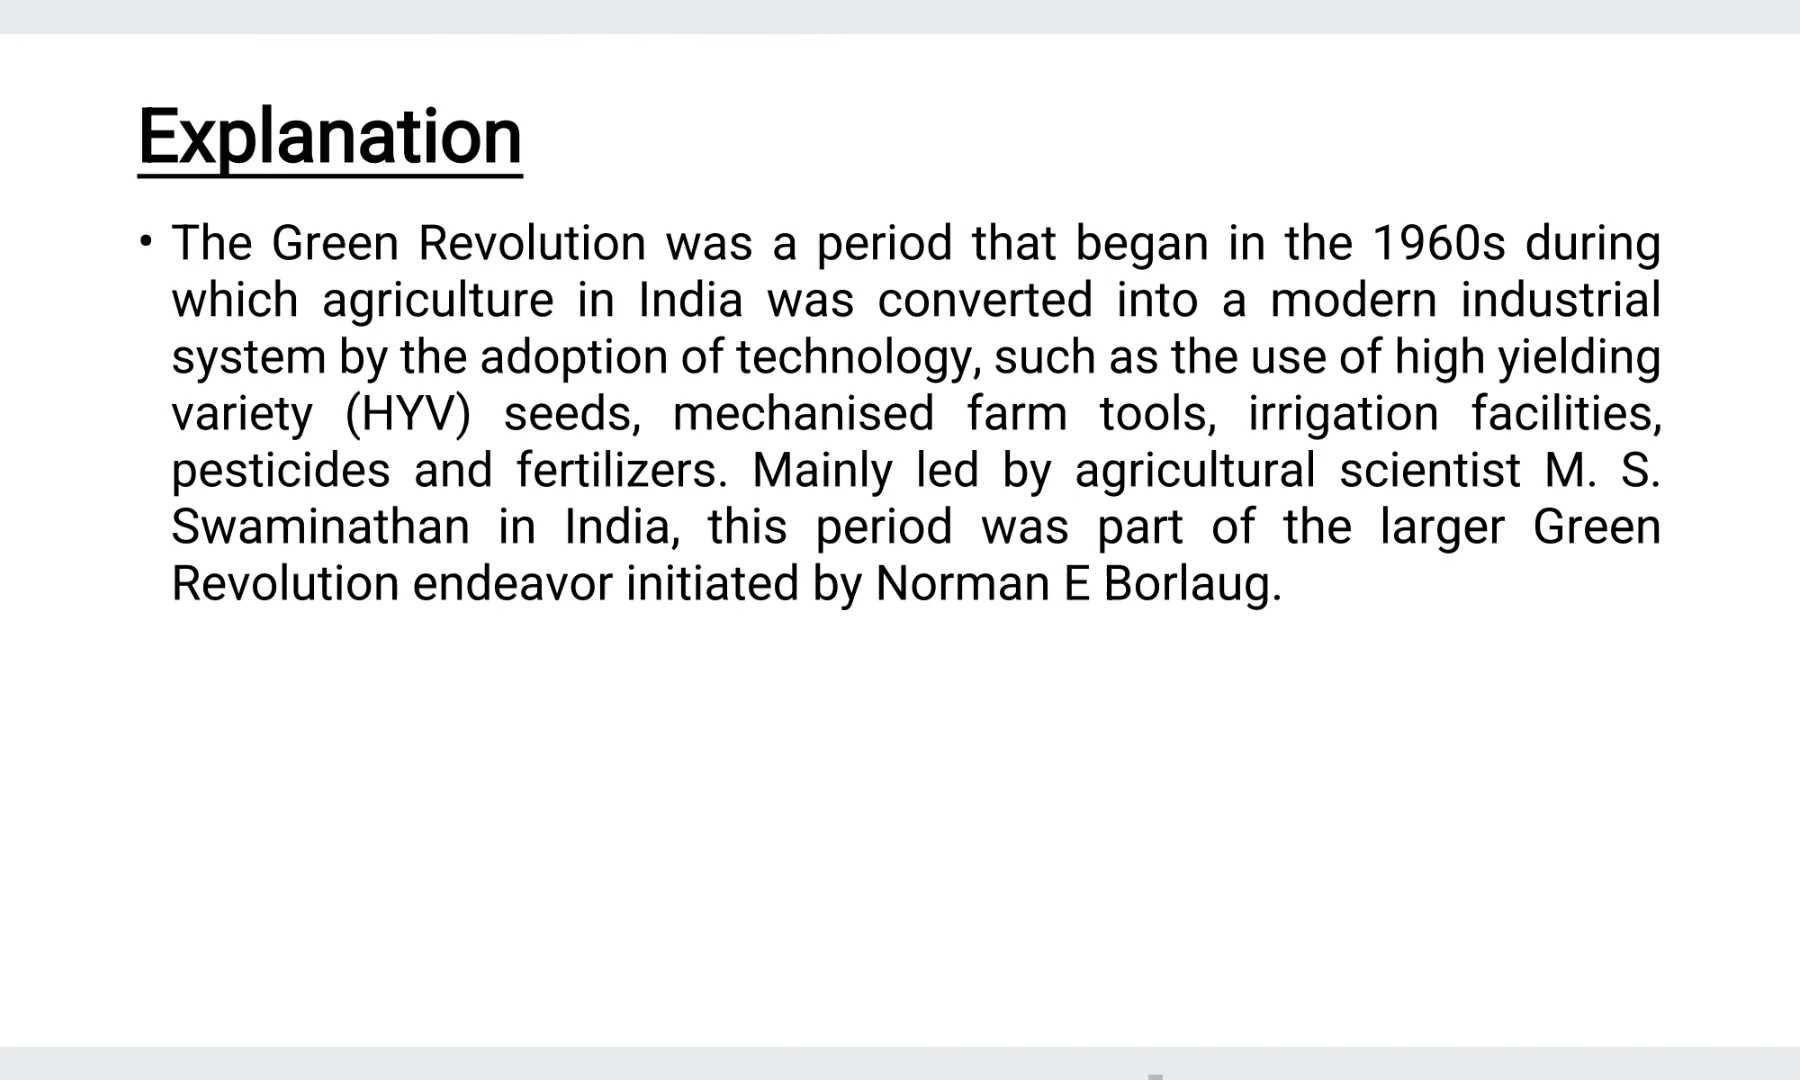 Explanation
• The Green Revolution was a period that began in the 1960s during
which agriculture in India was converted into a modern industrial
system by the adoption of technology, such as the use of high yielding
variety (HYV) seeds, mechanised farm tools, irrigation facilities,
pesticides and fertilizers. Mainly led by agricultural scientist M. S.
Swaminathan in India, this period was part of the larger Green
Revolution endeavor initiated by Norman E Borlaug.